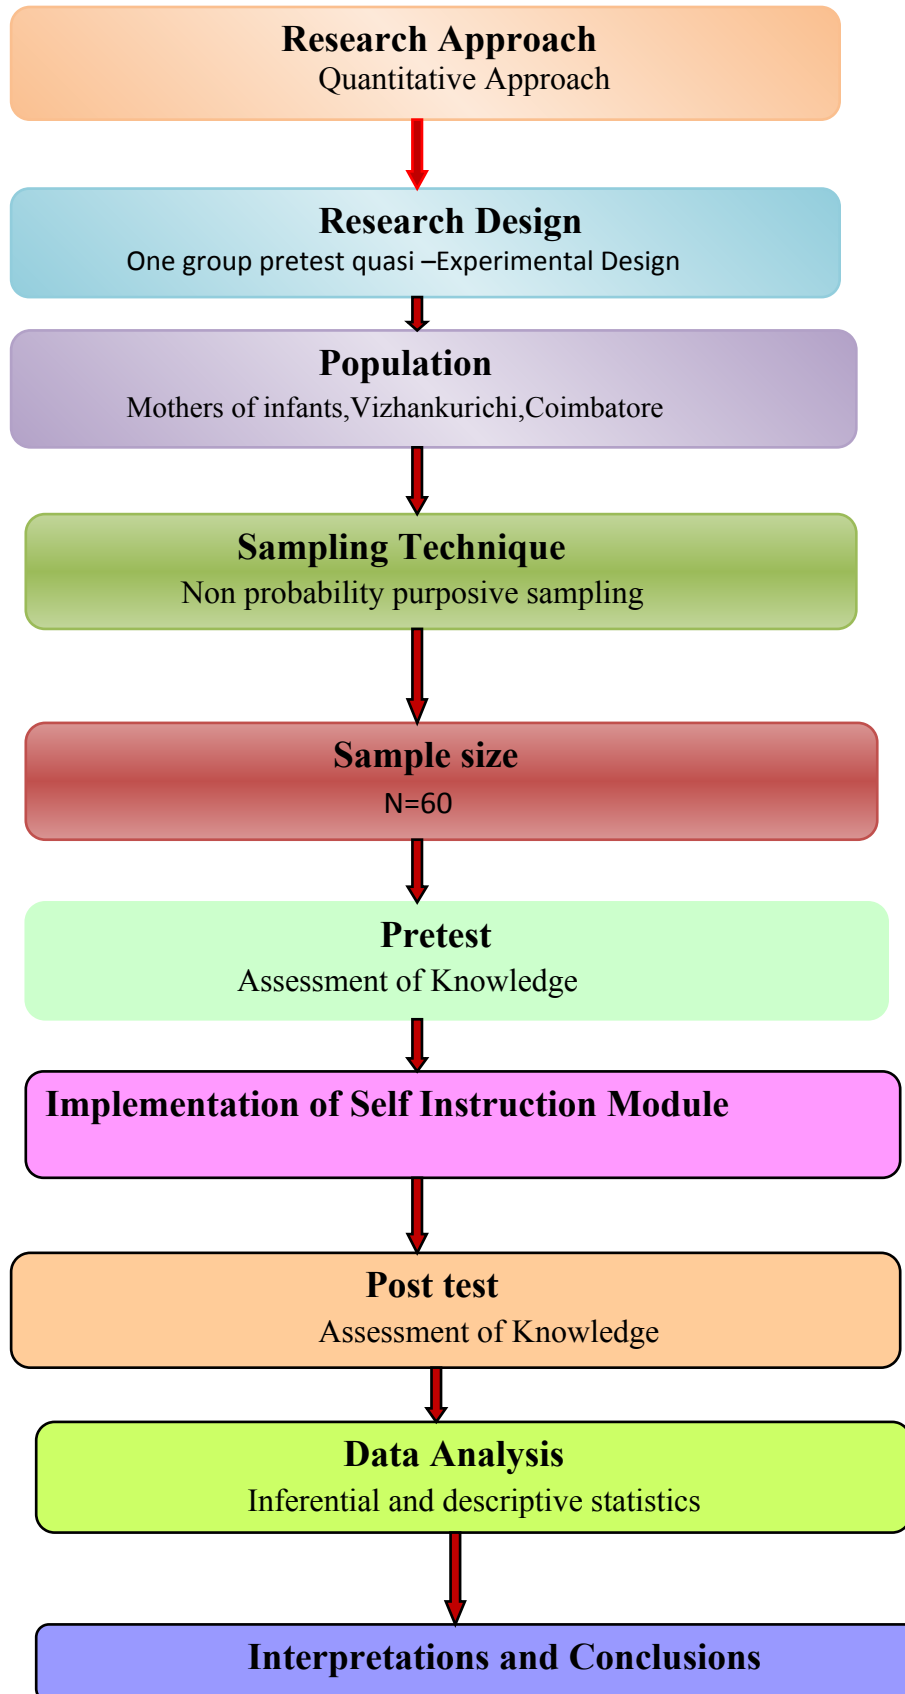 Research Approach
Quantitative Approach
Research Design
One group pretest quasi –Experimental Design
Population
Mothers of infants,Vizhankurichi,Coimbatore
Sampling Technique
Non probability purposive sampling
Sample size
N=60
Pretest
Assessment of Knowledge
Implementation of Self Instruction Module
Post test
Assessment of Knowledge
Data Analysis
Inferential and descriptive statistics
Interpretations and Conclusions